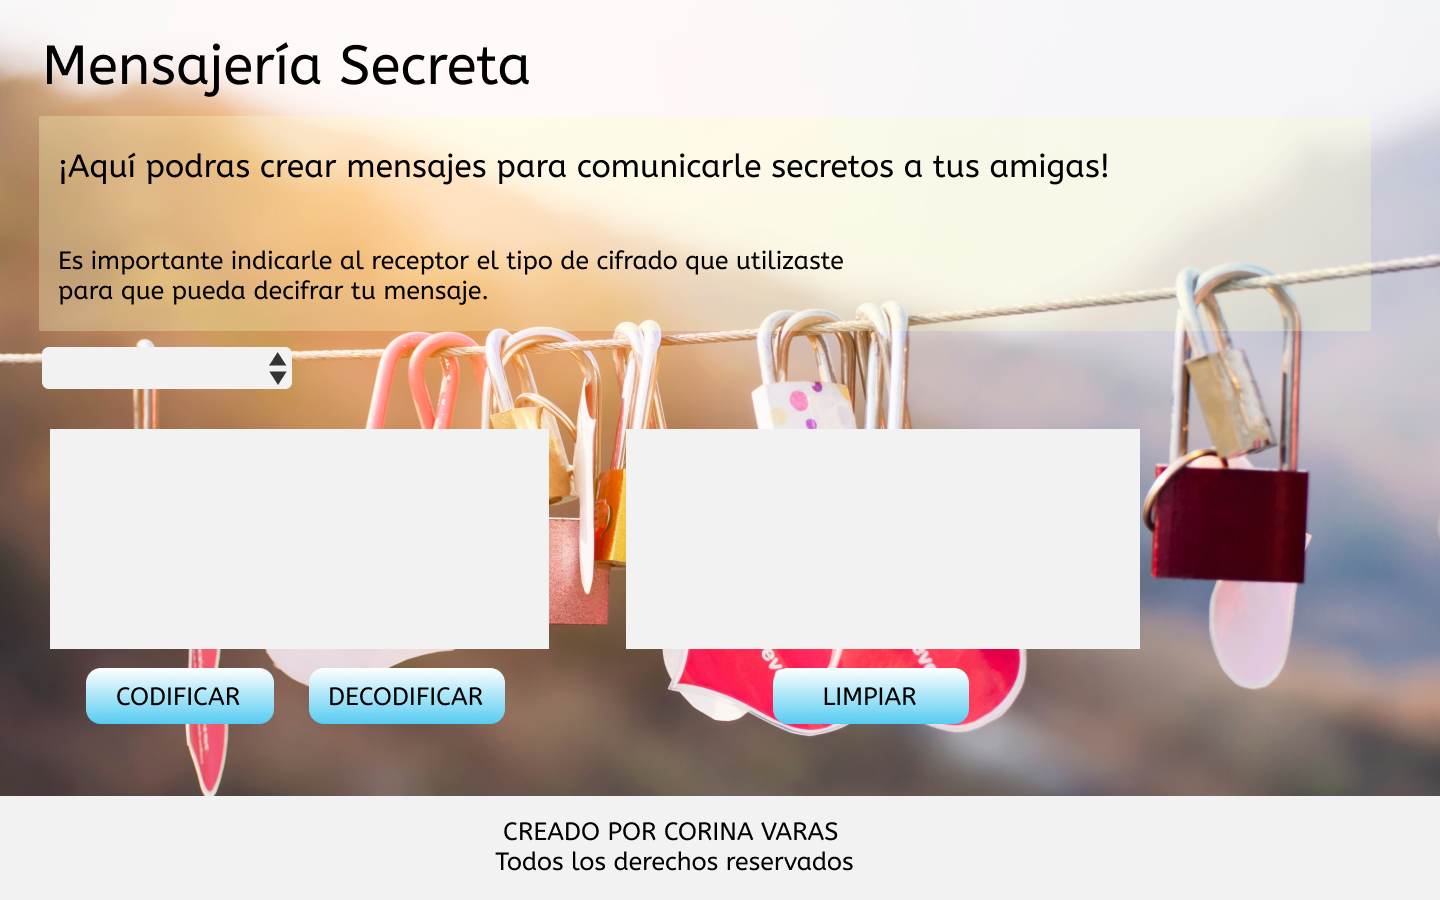 Mensajería Secreta
¡Aquí podras crear mensajes para comunicarle secretos a tus amigas!
Es importante indicarle al receptor el tipo de cifrado que utilizaste
para que pueda decifrar tu mensaje.
CODIFICAR
DECODIFICAR
LIMPIAR
CREADO POR CORINA VARAS
Todos los derechos reservados